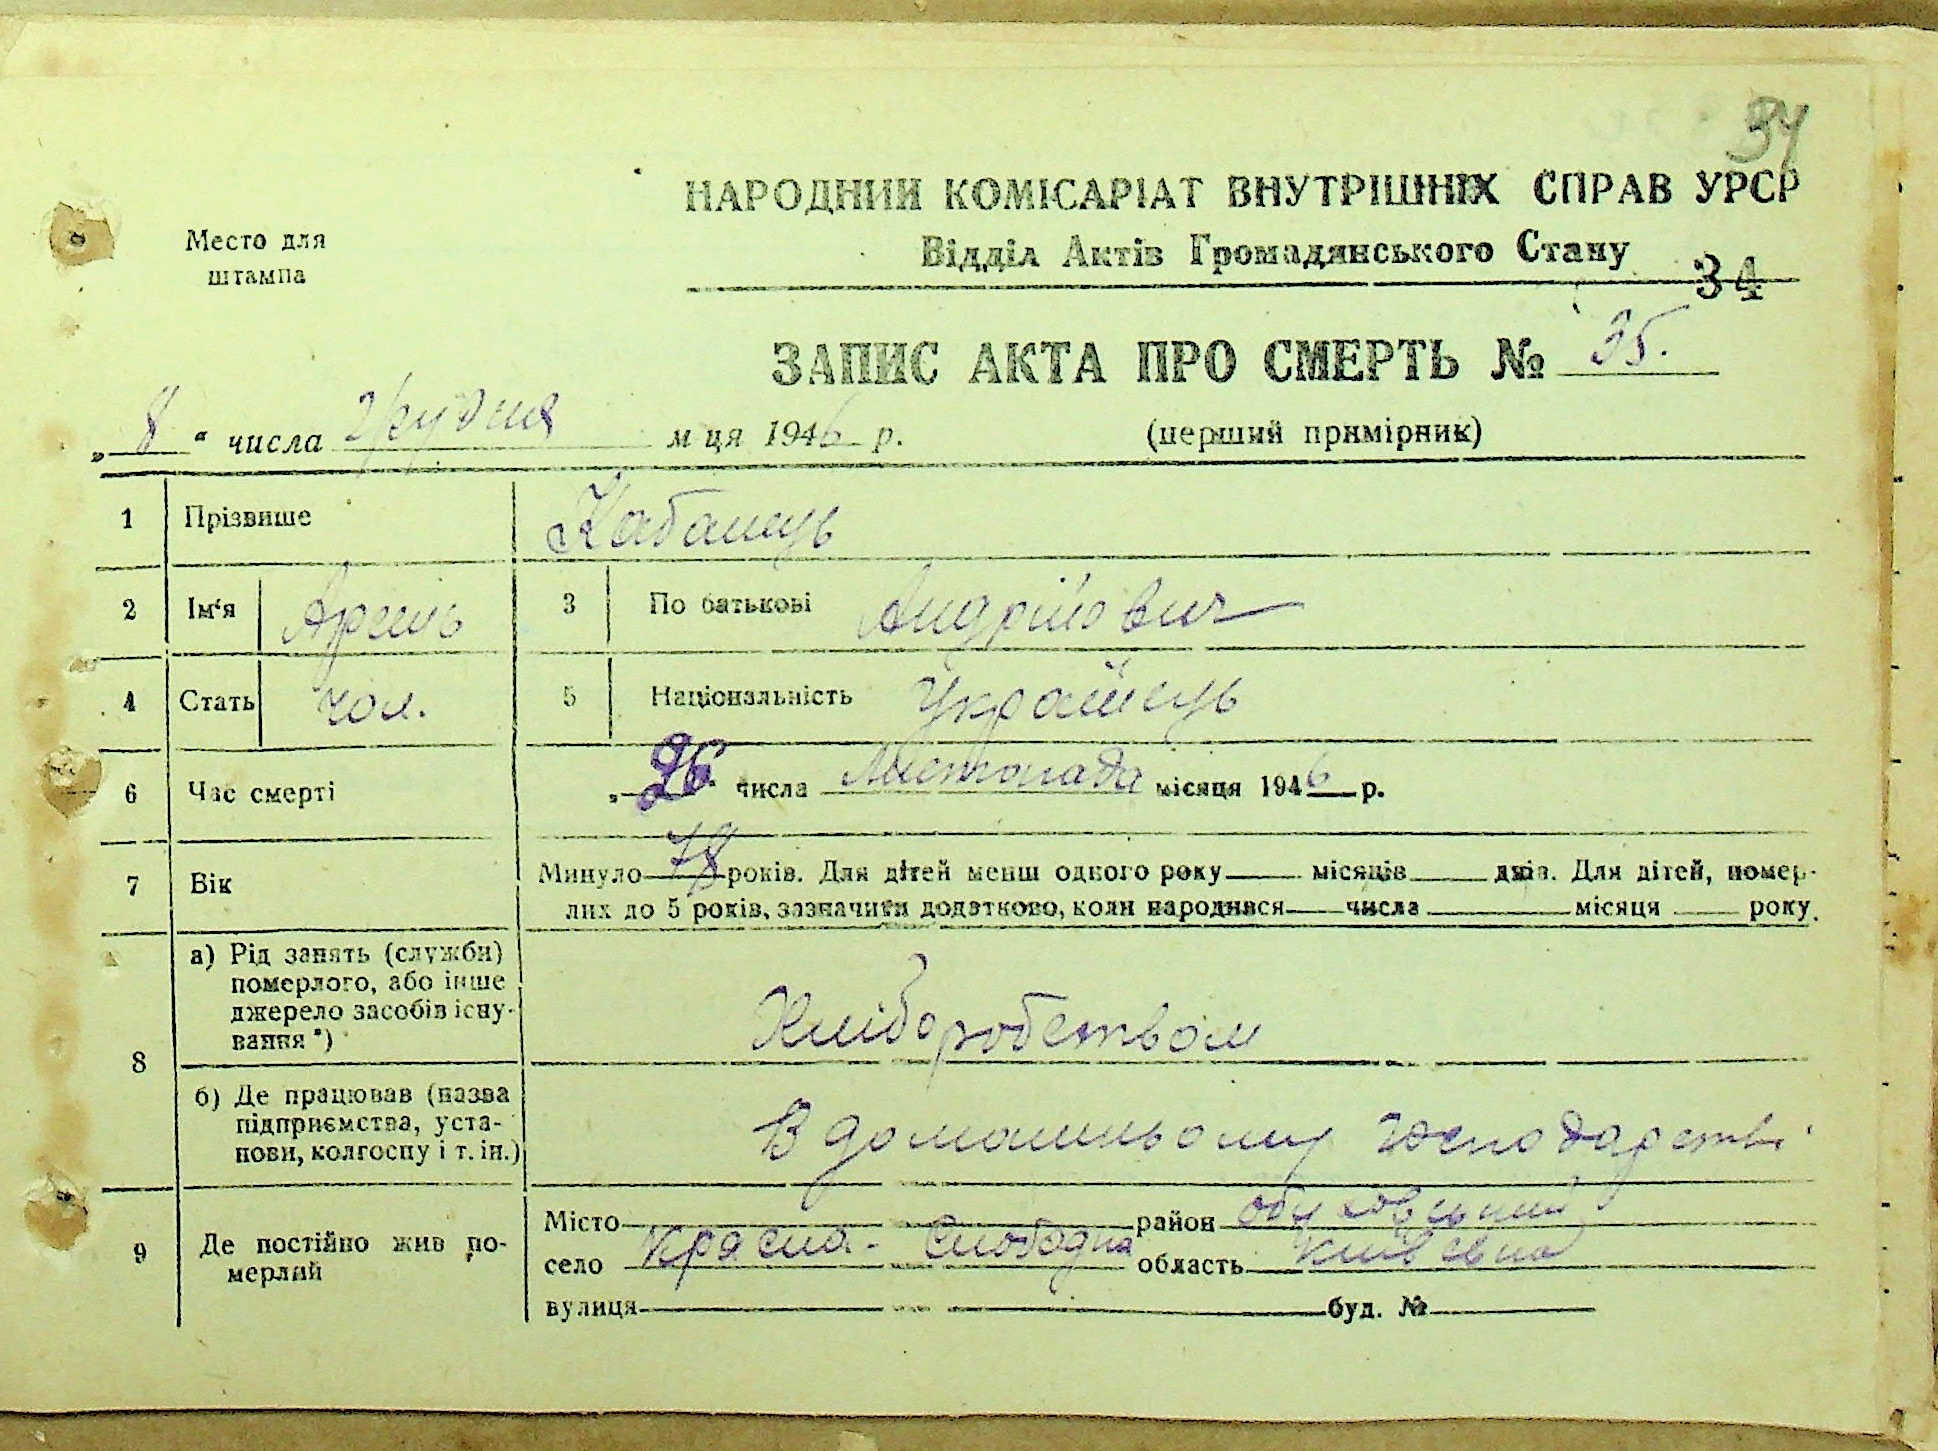 34
НАРОДНИЙ КОМІСАРІАТ ВНУТРІШНІХ СПРАВ УРСР
Место для штампа
Відділ Актів Громадянського Стану
34
ЗАПИС АКТА ПРО СМЕРТЬ № 35.
„ 8 “ числа Грудня м ця 1946 р. (перший примірник)
1 Прізвище Кабанець
2 Ім‘я Арсень 3 По батькові Андрійович
4 Стать чол. 5 Національність Українець
6 Час смерті „ 26 числа Листопада місяця 1946 р.
7 Вік Минуло 78 років. Для дітей менш одного року місяців днів. Для дітей, помер-
лих до 5 років, зазначити додатково, коли народився числа місяця року.
8 а) Рід занять (служби)
померлого, або інше
джерело засобів існу-
вання *)
Хліборобством
б) Де працював (назва
підприємства, уста-
нови, колгоспу і т. ін.)
В домашньому господарстві
9 Де постійно жив по-
мерлий
Місто район обуховський
село Красна-Слободна область київська
вулиця буд. №